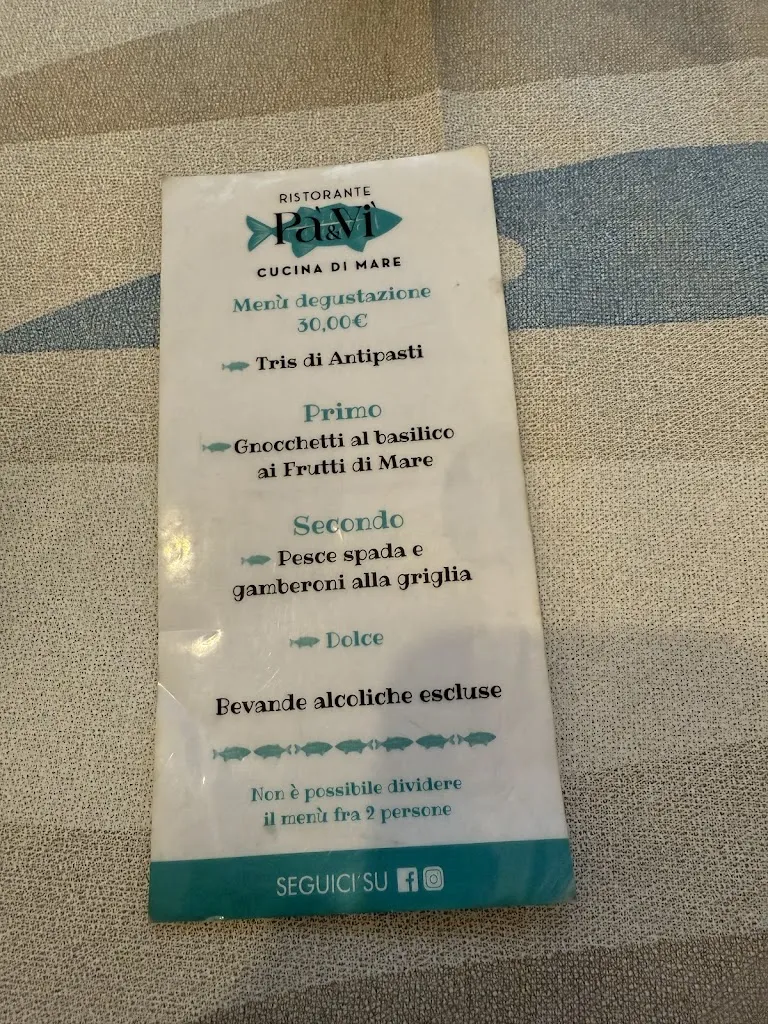 RISTORANTE
Pà&Vì
CUCINA DI MARE
Menù degustazione
30,00€
Tris di Antipasti
Primo
Gnocchetti al basilico
ai Frutti di Mare
Secondo
Pesce spada e
gamberoni alla griglia
Dolce
Bevande alcoliche escluse
Non è possibile dividere
il menù fra 2 persone
SEGUICI SU